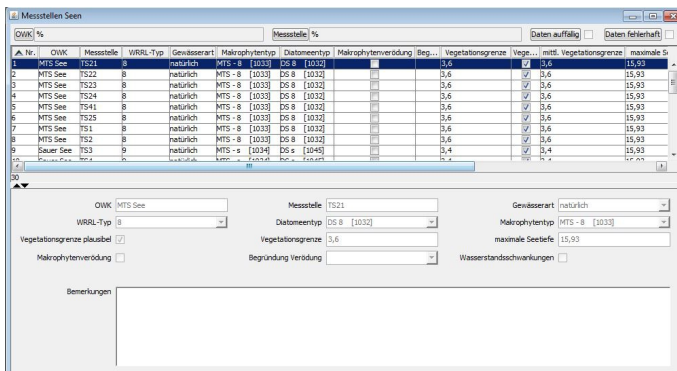 Messstellen Seen
OWK % Messstelle % Daten auffällig Daten fehlerhaft
Nr. OWK Messstelle WRRL-Typ Gewässerart Makrophytentyp Diatomeentyp Makrophytenverödung Beg... Vegetationsgrenze Vege... mittl. Vegetationsgrenze maximale Se
1 MTS See TS21 8 natürlich MTS - 8 [1033] DS 8 [1032] 3,6 3,6 15,93
2 MTS See TS22 8 natürlich MTS - 8 [1033] DS 8 [1032] 3,6 3,6 15,93
3 MTS See TS23 8 natürlich MTS - 8 [1033] DS 8 [1032] 3,6 3,6 15,93
4 MTS See TS24 8 natürlich MTS - 8 [1033] DS 8 [1032] 3,6 3,6 15,93
5 MTS See TS41 8 natürlich MTS - 8 [1033] DS 8 [1032] 3,6 3,6 15,93
6 MTS See TS25 8 natürlich MTS - 8 [1033] DS 8 [1032] 3,6 3,6 15,93
7 MTS See TS1 8 natürlich MTS - 8 [1033] DS 8 [1032] 3,6 3,6 15,93
8 MTS See TS2 8 natürlich MTS - 8 [1033] DS 8 [1032] 3,6 3,6 15,93
9 Sauer See TS3 9 natürlich MTS - s [1034] DS s [1045] 3,4 3,4 15,93
30
OWK MTS See Messstelle TS21 Gewässerart natürlich
WRRL-Typ 8 Diatomeentyp DS 8 [1032] Makrophytentyp MTS - 8 [1033]
Vegetationsgrenze plausibel Vegetationsgrenze 3,6 maximale Seetiefe 15,93
Makrophytenverödung Begründung Verödung Wasserstandsschwankungen
Bemerkungen